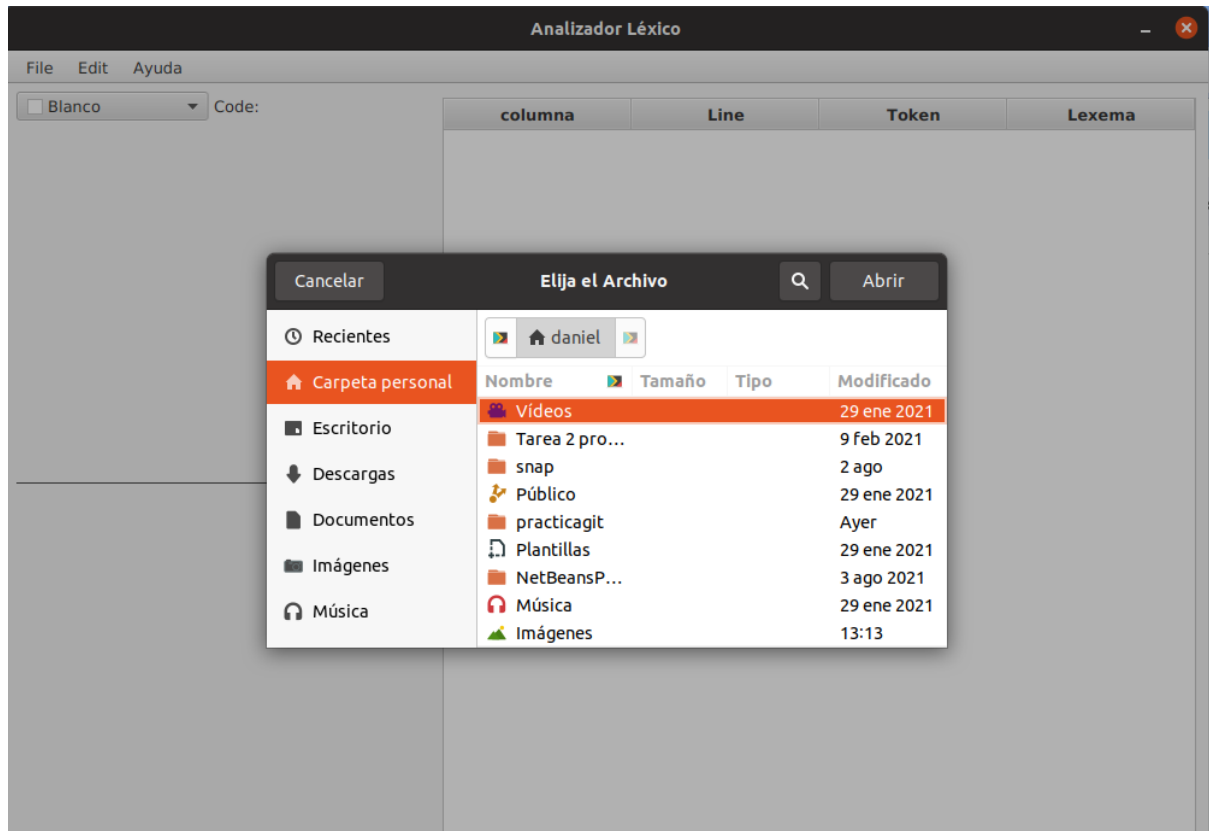 Analizador Léxico
File Edit Ayuda
Blanco Code:
columna Line Token Lexema
Cancelar Elija el Archivo Abrir
Recientes
Carpeta personal
Escritorio
Descargas
Documentos
Imágenes
Música
daniel
Nombre Tamaño Tipo Modificado
Vídeos 29 ene 2021
Tarea 2 pro... 9 feb 2021
snap 2 ago
Público 29 ene 2021
practicagit Ayer
Plantillas 29 ene 2021
NetBeansP... 3 ago 2021
Música 29 ene 2021
Imágenes 13:13